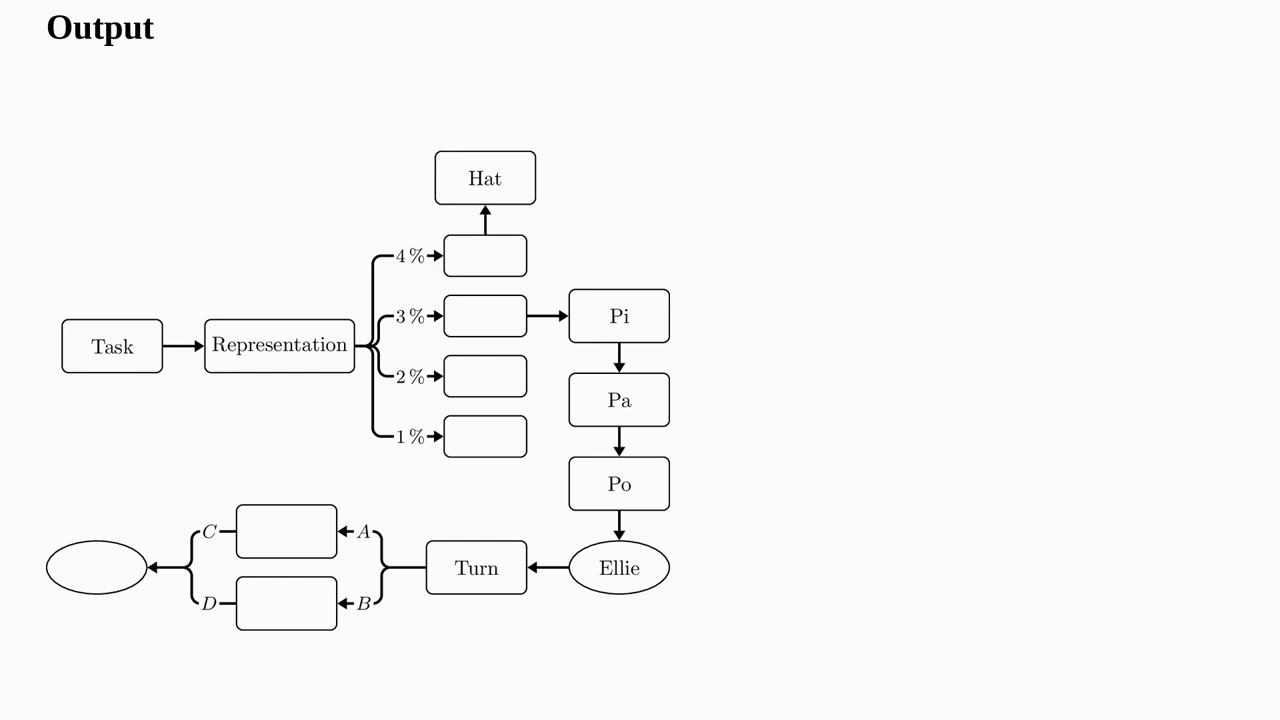 Output
Hat
4 %
3 %
Pi
Task
Representation
2 %
Pa
1 %
Po
C
A
Turn
Ellie
D
B